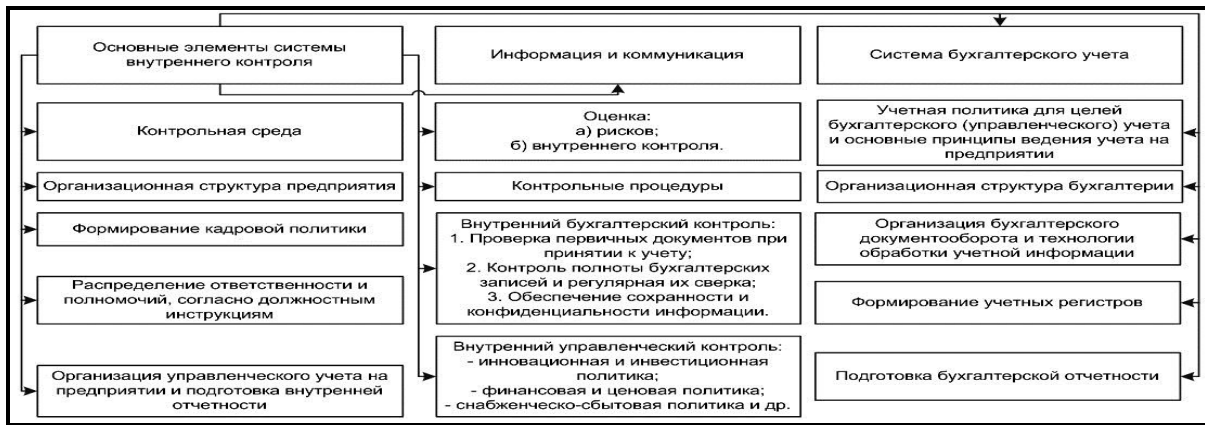 Основные элементы системы
внутреннего контроля
Информация и коммуникация
Система бухгалтерского учета
Контрольная среда
Оценка:
а) рисков;
б) внутреннего контроля.
Учетная политика для целей
бухгалтерского (управленческого) учета
и основные принципы ведения учета на
предприятии
Организационная структура предприятия
Контрольные процедуры
Организационная структура бухгалтерии
Формирование кадровой политики
Внутренний бухгалтерский контроль:
1. Проверка первичных документов при
принятии к учету;
2. Контроль полноты бухгалтерских
записей и регулярная их сверка;
3. Обеспечение сохранности и
конфиденциальности информации.
Организация бухгалтерского
документооборота и технологии
обработки учетной информации
Распределение ответственности и
полномочий, согласно должностным
инструкциям
Формирование учетных регистров
Организация управленческого учета на
предприятии и подготовка внутренней
отчетности
Внутренний управленческий контроль:
- инновационная и инвестиционная
политика;
- финансовая и ценовая политика;
- снабженческо-сбытовая политика и др.
Подготовка бухгалтерской отчетности